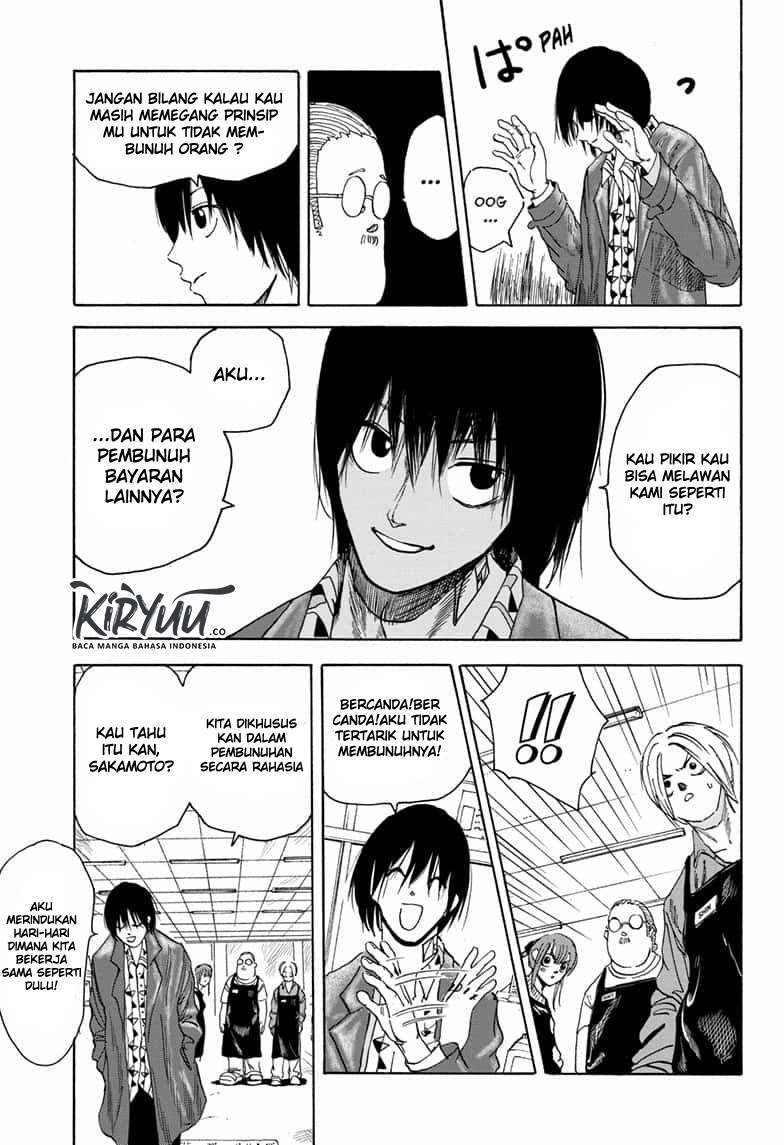 ぱ
PAH
っ
OOG
...
...
JANGAN BILANG KALAU KAU
MASIH MEMEGANG PRINSIP
MU UNTUK TIDAK MEM-
BUNUH ORANG ?
KAU PIKIR KAU
BISA MELAWAN
KAMI SEPERTI
ITU?
AKU...
...DAN PARA
PEMBUNUH
BAYARAN
LAINNYA?
KIRYUU
.CO
BACA MANGA BAHASA INDONESIA
!!
SHIN
BERCANDA!BER
CANDA!AKU TIDAK
TERTARIK UNTUK
MEMBUNUHNYA!
KITA DIKHUSUS
KAN DALAM
PEMBUNUHAN
SECARA RAHASIA
KAU TAHU
ITU KAN,
SAKAMOTO?
AKU
MERINDUKAN
HARI-HARI
DIMANA KITA
BEKERJA
SAMA SEPERTI
DULU!